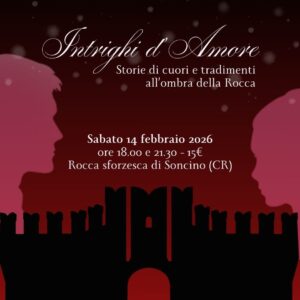 Intrighi d'Amore
Storie di cuori e tradimenti
all'ombra della Rocca
Sabato 14 febbraio 2026
ore 18.00 e 21.30 - 15€
Rocca sforzesca di Soncino (CR)